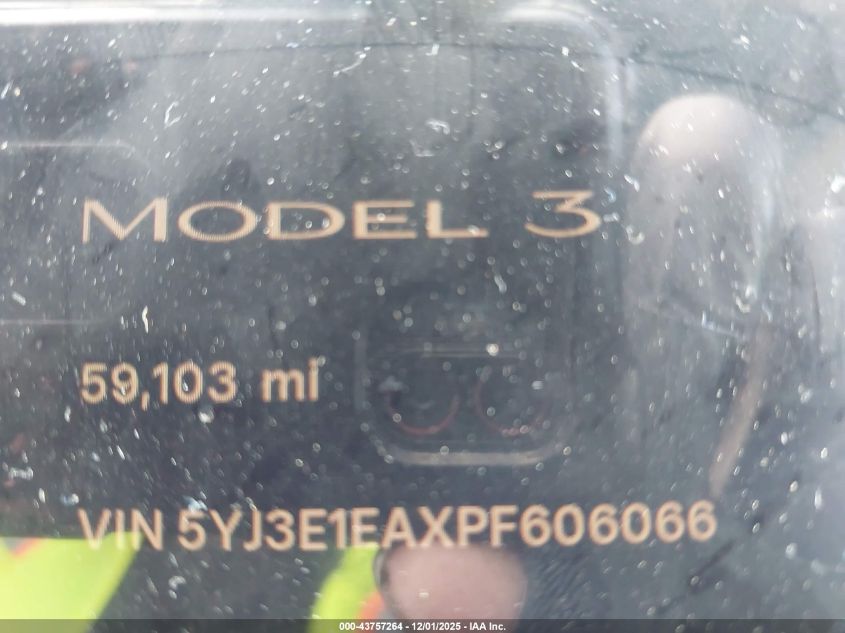 MODEL 3
59,103 mi
VIN 5YJ3E1EAXPF606066
000-43757264 - 12/01/2025 - IAA Inc.